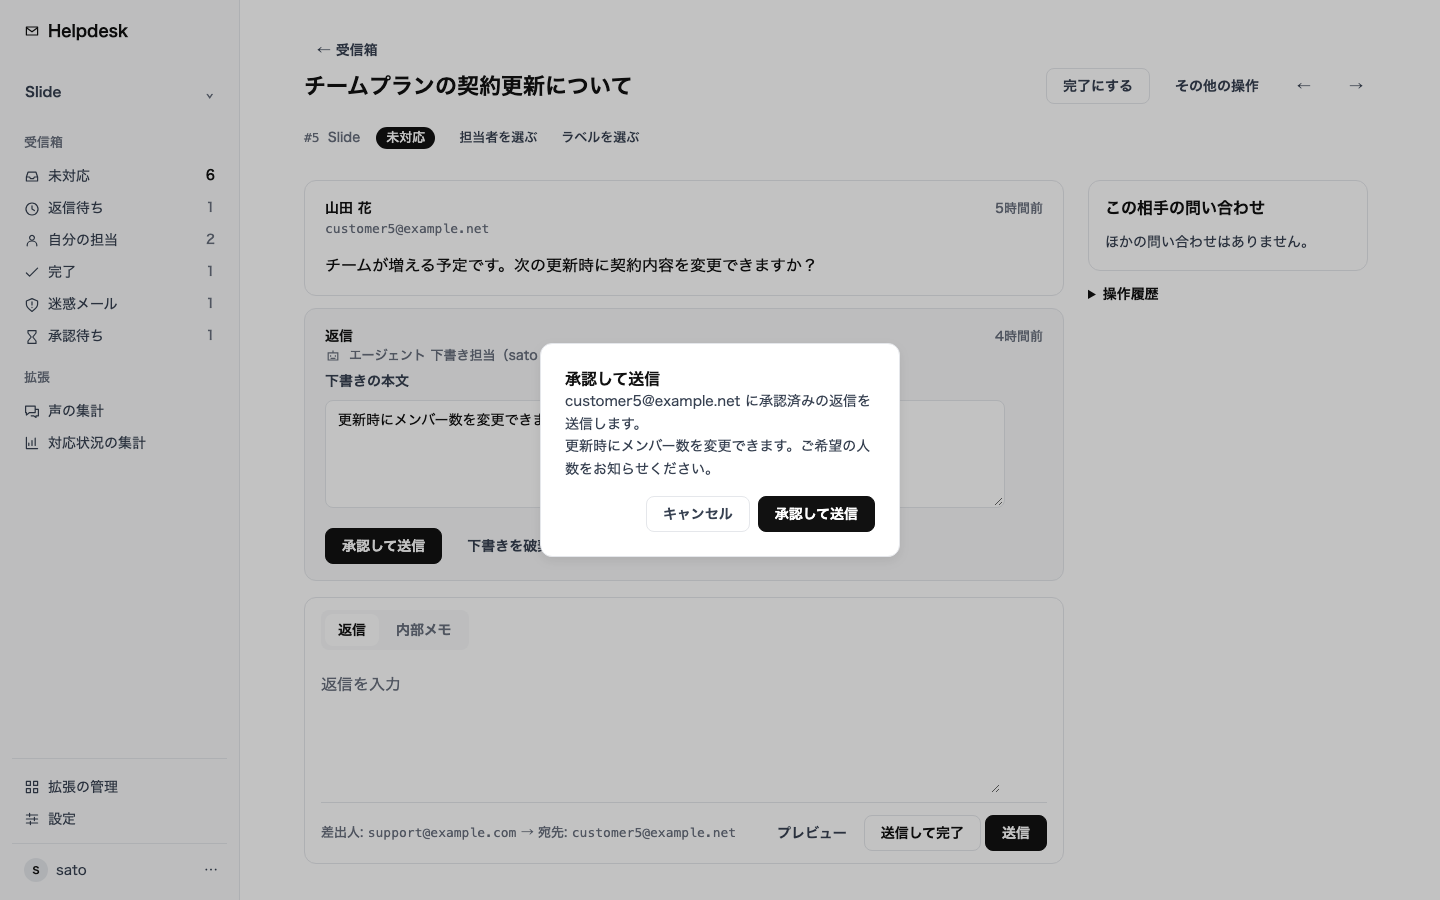 Helpdesk
Slide
受信箱
未対応 6
返信待ち 1
自分の担当 2
完了 1
迷惑メール 1
承認待ち 1
拡張
声の集計
対応状況の集計
拡張の管理
設定
S sato …
← 受信箱
チームプランの契約更新について
完了にする その他の操作 ← →
#5 Slide 未対応 担当者を選ぶ ラベルを選ぶ
山田 花 5時間前
customer5@example.net
チームが増える予定です。次の更新時に契約内容を変更できますか？
返信 4時間前
エージェント 下書き担当（sato
下書きの本文
更新時にメンバー数を変更できま
承認して送信 下書きを破
承認して送信
customer5@example.net に承認済みの返信を
送信します。
更新時にメンバー数を変更できます。ご希望の人
数をお知らせください。
キャンセル 承認して送信
返信 内部メモ
返信を入力
差出人: support@example.com → 宛先: customer5@example.net プレビュー 送信して完了 送信
この相手の問い合わせ
ほかの問い合わせはありません。
▶ 操作履歴